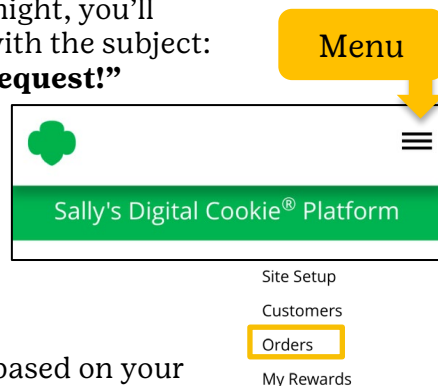 night, you'll
with the subject:
equest!”
Menu
Sally's Digital Cookie® Platform
Site Setup
Customers
Orders
My Rewards
based on your